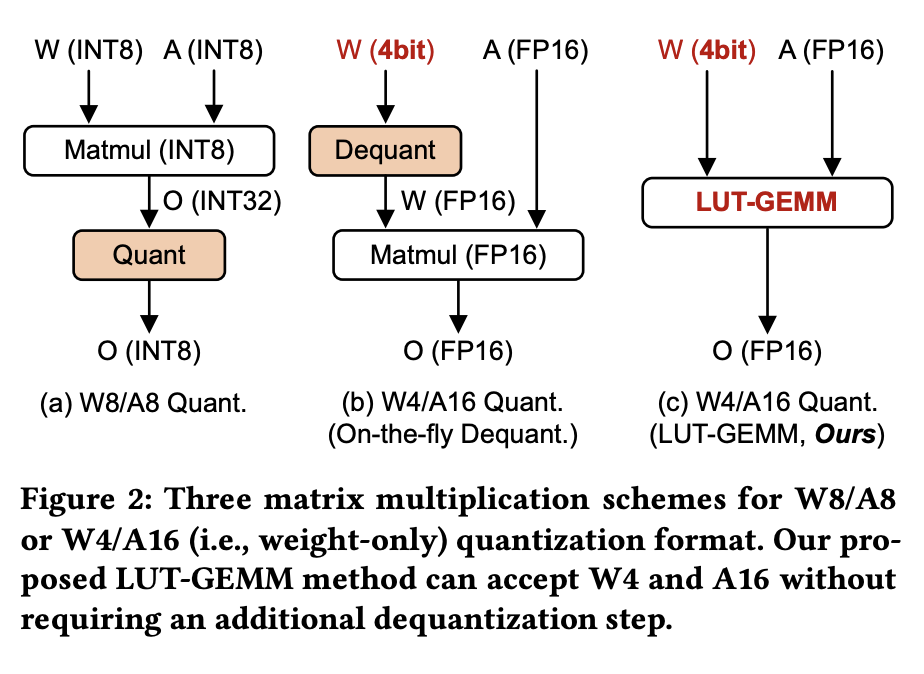 W (INT8) A (INT8)
Matmul (INT8)
O (INT32)
Quant
O (INT8)
(a) W8/A8 Quant.
W (4bit) A (FP16)
Dequant
W (FP16)
Matmul (FP16)
O (FP16)
(b) W4/A16 Quant.
(On-the-fly Dequant.)
W (4bit) A (FP16)
LUT-GEMM
O (FP16)
(c) W4/A16 Quant.
(LUT-GEMM, Ours)
Figure 2: Three matrix multiplication schemes for W8/A8
or W4/A16 (i.e., weight-only) quantization format. Our pro-
posed LUT-GEMM method can accept W4 and A16 without
requiring an additional dequantization step.